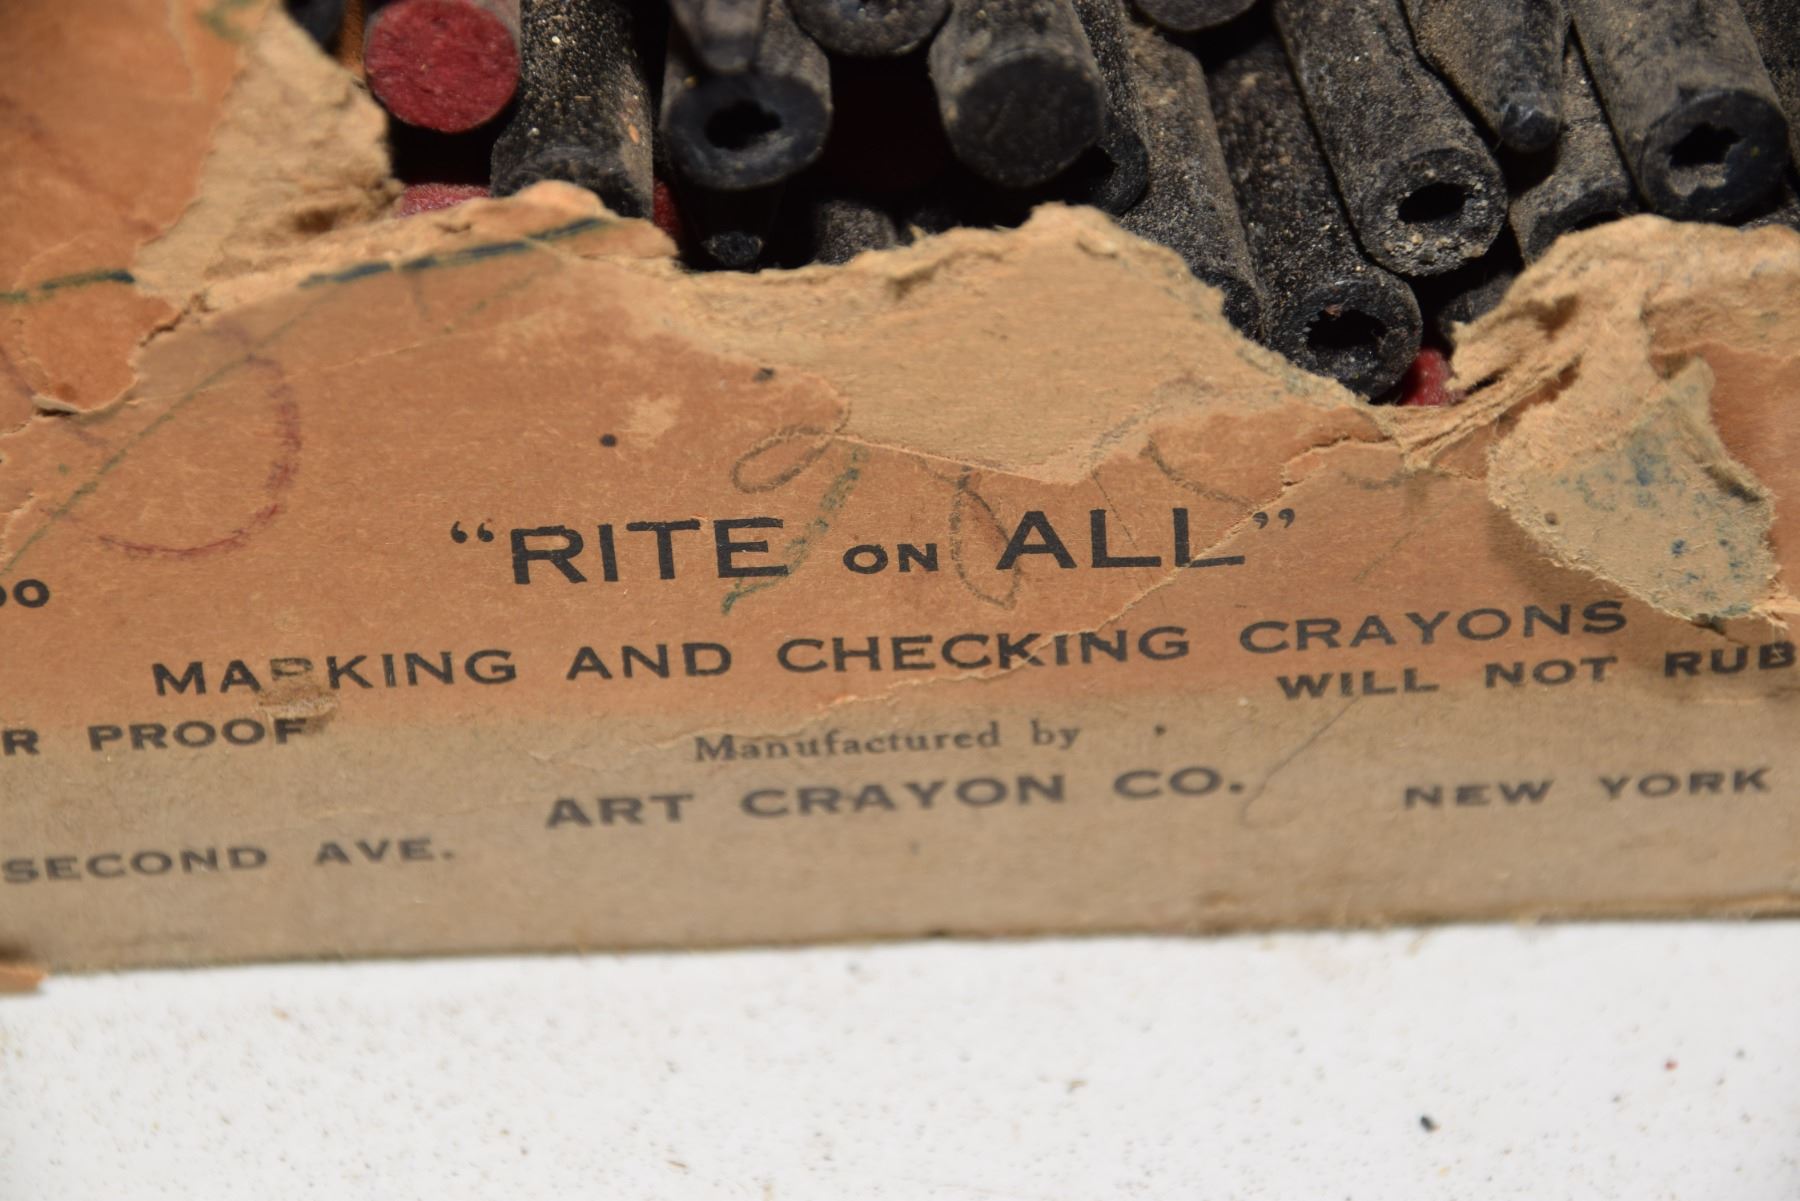 "RITE ON ALL"
00
MARKING AND CHECKING CRAYONS
R PROOF
WILL NOT RUB
Manufactured by
ART CRAYON CO.
SECOND AVE.
NEW YORK